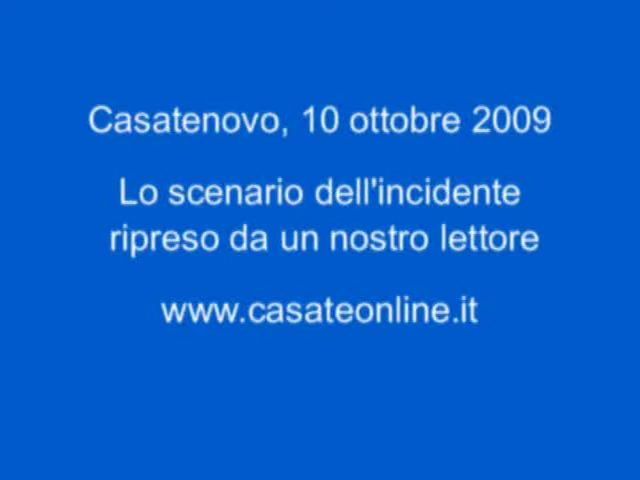 Casatenovo, 10 ottobre 2009
Lo scenario dell'incidente
ripreso da un nostro lettore
www.casateonline.it